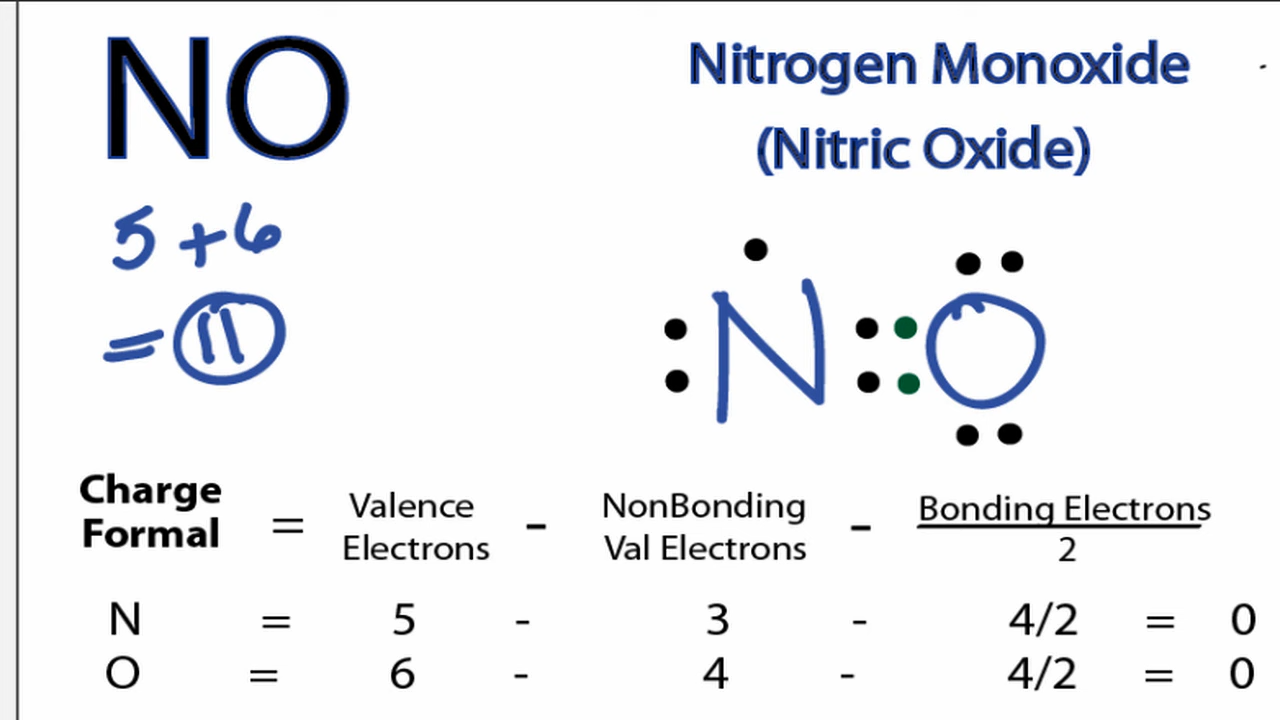 NO
Nitrogen Monoxide
(Nitric Oxide)
5 + 6
= 11
N O
Charge Formal = Valence Electrons - NonBonding Val Electrons - Bonding Electrons / 2
N = 5 - 3 - 4/2 = 0
O = 6 - 4 - 4/2 = 0